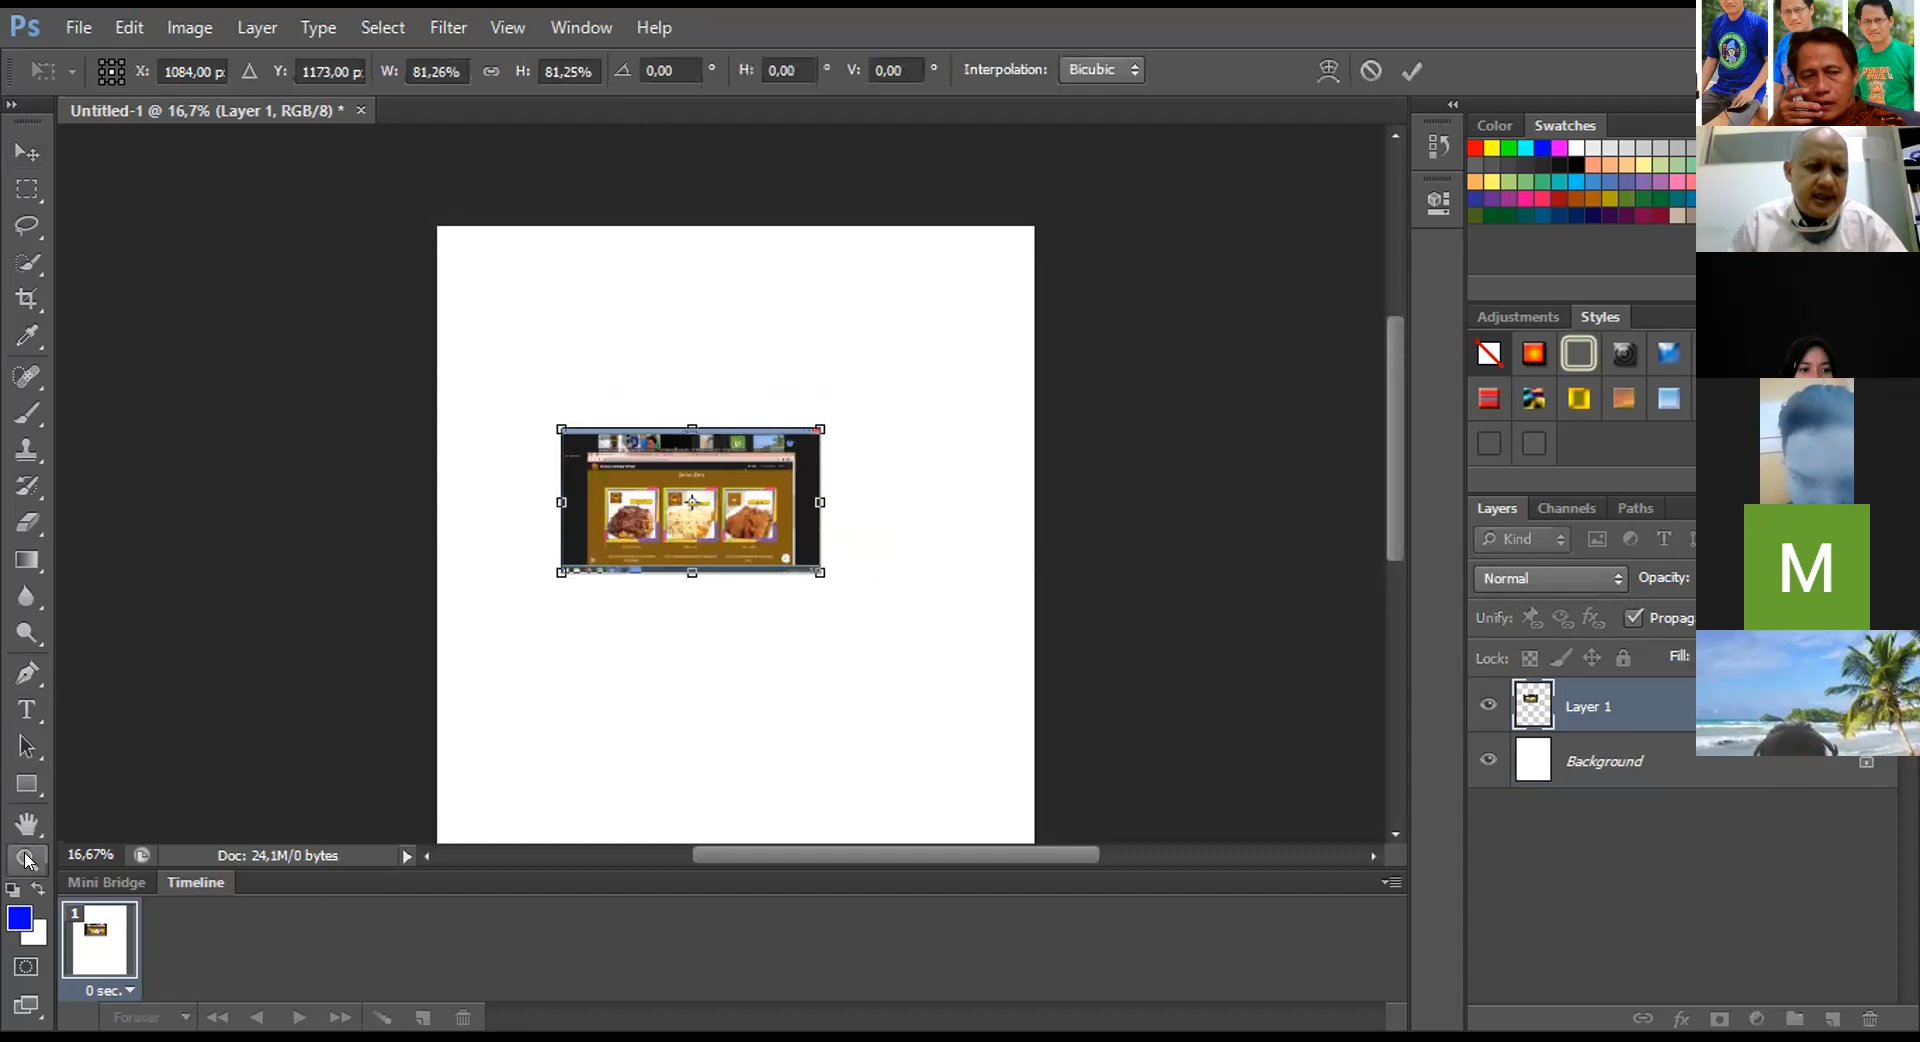 Ps File Edit Image Layer Type Select Filter View Window Help
X: 1084,00 p Y: 1173,00 p W: 81,26% H: 81,25% 0,00 ° H: 0,00 ° V: 0,00 ° Interpolation: Bicubic
Untitled-1 @ 16,7% (Layer 1, RGB/8) * ×
Color Swatches
Adjustments Styles
Layers Channels Paths
Kind
Normal Opacity:
Unify: Propag
Lock: Fill:
Layer 1
Background
M
16,67% Doc: 24,1M/0 bytes
Mini Bridge Timeline
1
0 sec.
Forever